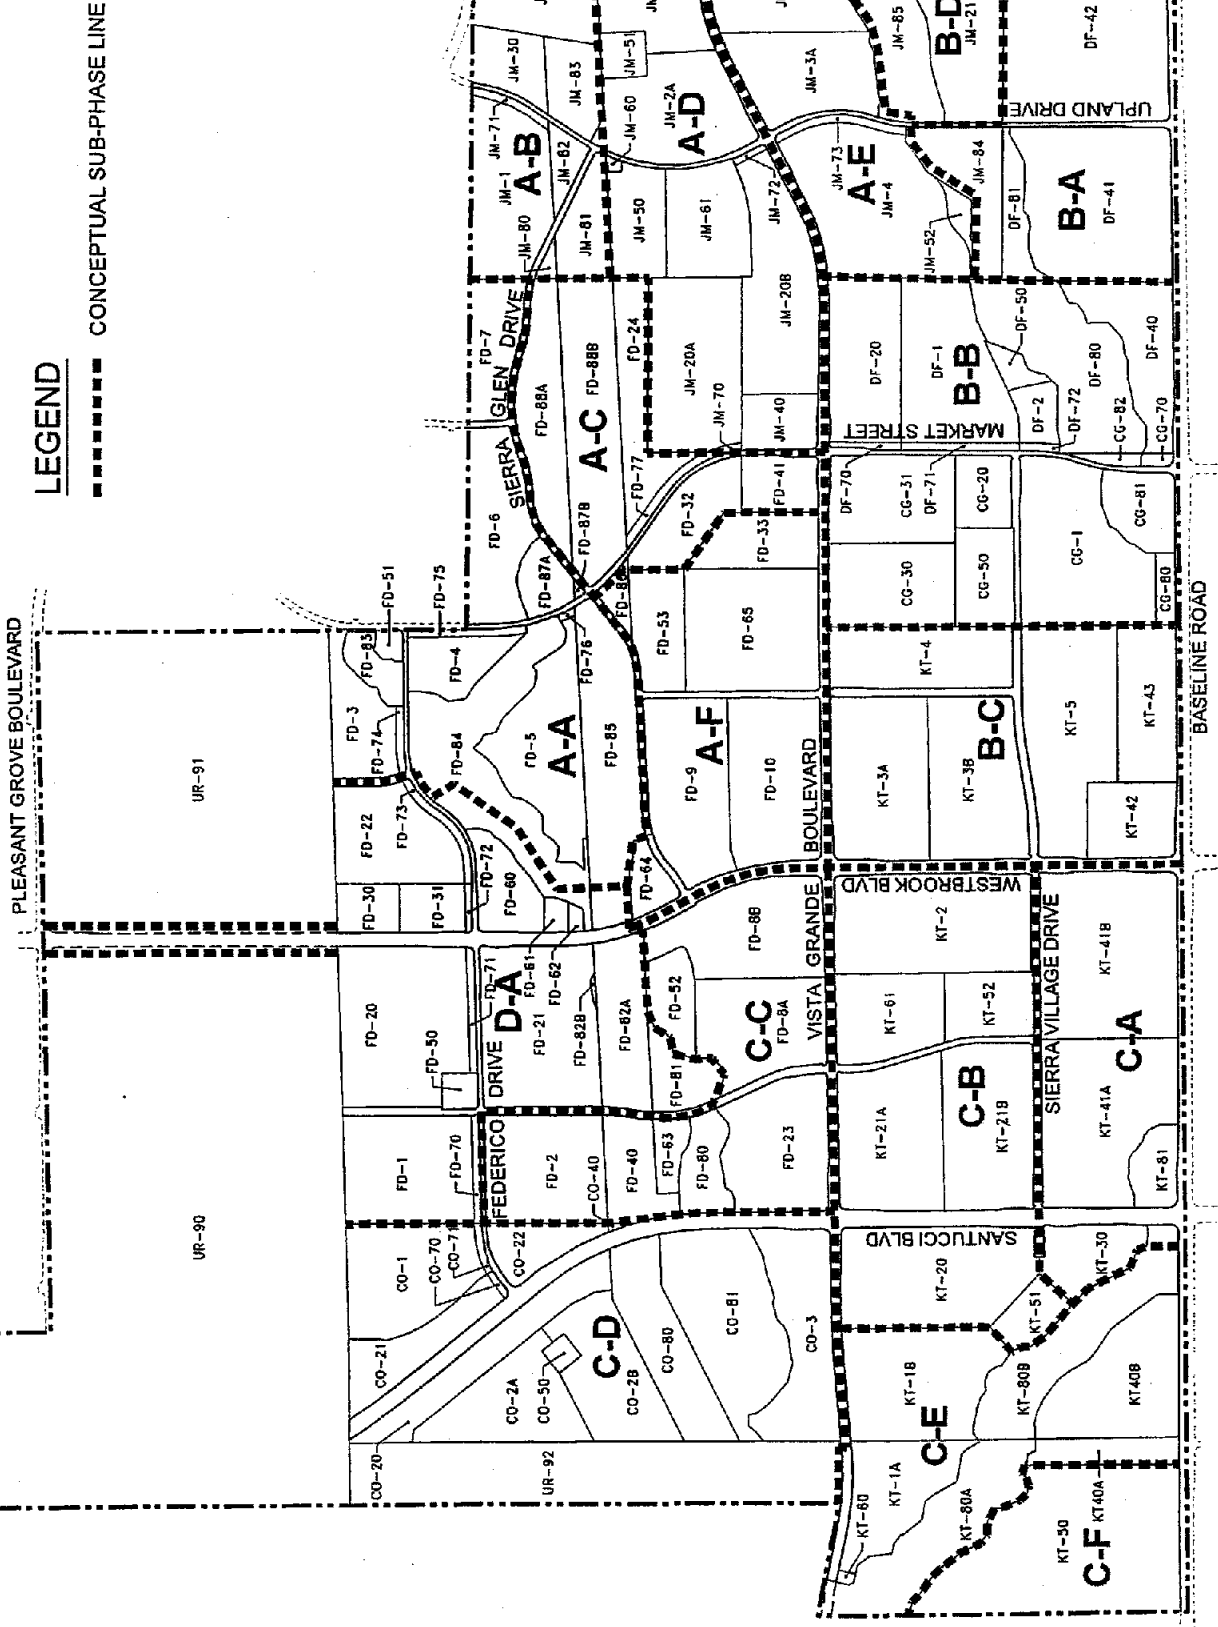 LEGEND
CONCEPTUAL SUB-PHASE LINE
PLEASANT GROVE BOULEVARD
UR-91
UR-90
UR-92
JM-30
JM-83
JM-51
JM-60
JM-2A
A-D
JM-3A
JM-85
B-D
JM-21
DF-42
UPLAND DRIVE
JM-71
JM-1
A-B
JM-82
JM-80
JM-81
JM-50
JM-61
JM-72
JM-73
A-E
JM-4
JM-84
JM-52
DF-81
B-A
DF-41
FD-7
SIERRA GLEN DRIVE
FD-88A
FD-88B
A-C
FD-24
JM-20A
JM-20B
JM-70
JM-40
DF-20
DF-1
B-B
DF-50
DF-2
DF-72
DF-80
DF-40
CG-82
CG-70
MARKET STREET
FD-6
FD-87A
FD-87B
FD-77
FD-32
FD-41
FD-33
DF-70
CG-31
DF-71
CG-20
CG-30
CG-50
CG-1
CG-81
CG-80
BASELINE ROAD
FD-51
FD-75
FD-83
FD-4
FD-3
FD-74
FD-84
FD-5
A-A
FD-76
FD-85
FD-53
FD-65
FD-9
A-F
FD-10
KT-4
KT-3A
KT-3B
B-C
KT-5
KT-43
KT-42
FD-22
FD-73
FD-72
FD-30
FD-31
FD-60
FD-61
FD-62
FD-64
WESTBROOK BLVD
VISTA GRANDE BOULEVARD
FD-20
FD-50
FD-71
D-A
FD-21
FD-82B
FD-82A
FD-52
FD-81
FD-8B
FD-8A
C-C
KT-2
KT-61
KT-52
KT-41B
SIERRA VILLAGE DRIVE
C-A
KT-41A
KT-81
KT-21A
KT-21B
C-B
FD-1
FD-70
FEDERICO DRIVE
FD-2
FD-40
CO-40
FD-63
FD-80
FD-23
SANTUCCI BLVD
CO-1
CO-70
CO-71
CO-22
CO-21
CO-20
CO-2A
CO-50
C-D
CO-2B
CO-80
CO-81
CO-3
KT-20
KT-51
KT-30
KT-1B
KT-80B
KT40B
C-E
KT-1A
KT-60
KT-80A
KT-50
KT40A
C-F